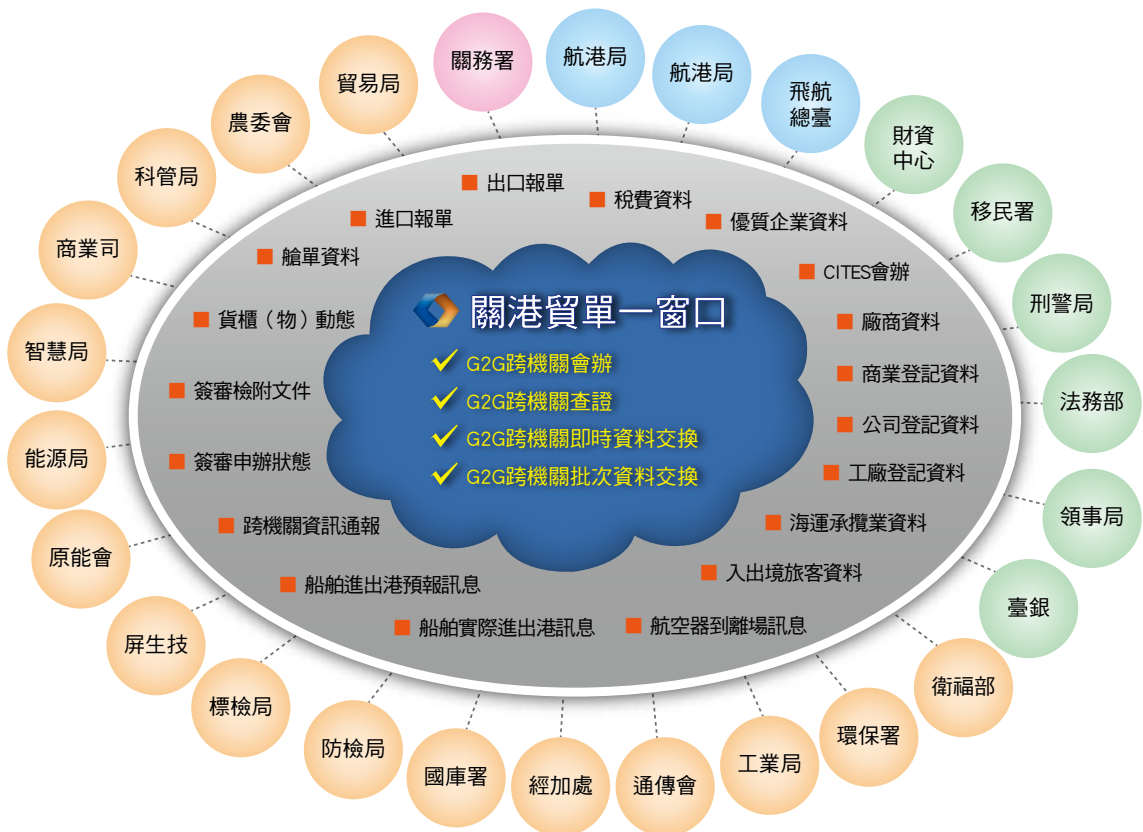 關務署
航港局
航港局
飛航
總臺
財資
中心
移民署
刑警局
法務部
領事局
臺銀
衛福部
環保署
工業局
通傳會
經加處
國庫署
防檢局
標檢局
屏生技
原能會
能源局
智慧局
商業司
科管局
農委會
貿易局
■ 出口報單
■ 稅費資料
■ 優質企業資料
■ CITES會辦
■ 廠商資料
■ 商業登記資料
■ 公司登記資料
■ 工廠登記資料
■ 海運承攬業資料
■ 入出境旅客資料
■ 航空器到離場訊息
■ 船舶實際進出港訊息
■ 船舶進出港預報訊息
■ 跨機關資訊通報
■ 簽審申辦狀態
■ 簽審檢附文件
■ 貨櫃（物）動態
■ 艙單資料
■ 進口報單
關港貿單一窗口
✓ G2G跨機關會辦
✓ G2G跨機關查證
✓ G2G跨機關即時資料交換
✓ G2G跨機關批次資料交換